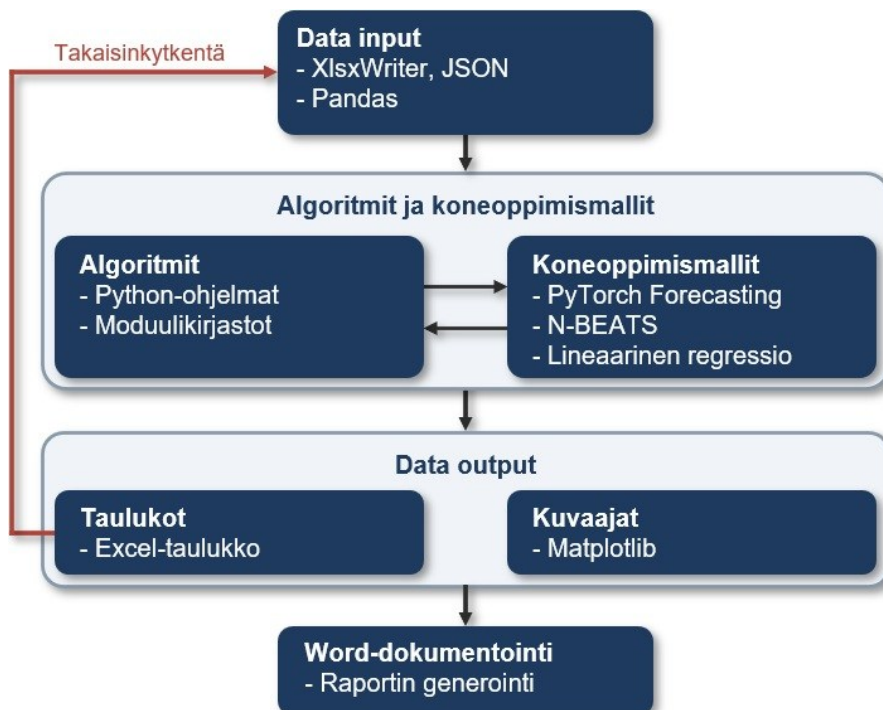 Takaisinkytkentä
Data input
- XlsxWriter, JSON
- Pandas
Algoritmit ja koneoppimismallit
Algoritmit
- Python-ohjelmat
- Moduulikirjastot
Koneoppimismallit
- PyTorch Forecasting
- N-BEATS
- Lineaarinen regressio
Data output
Taulukot
- Excel-taulukko
Kuvaajat
- Matplotlib
Word-dokumentointi
- Raportin generointi